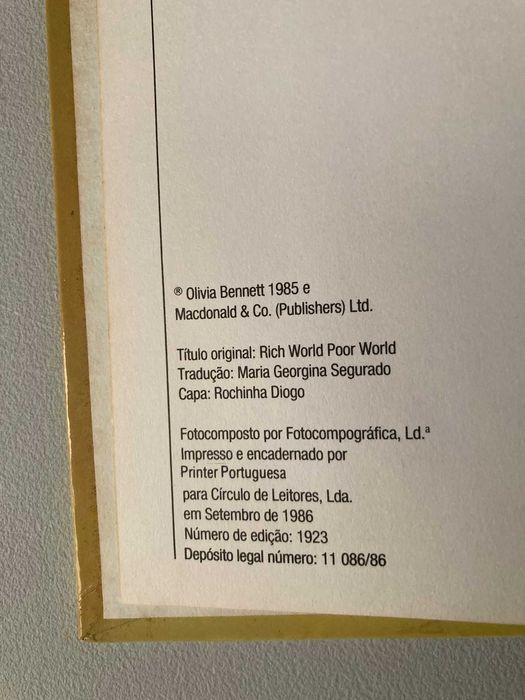 ® Olivia Bennett 1985 e
Macdonald & Co. (Publishers) Ltd.
Título original: Rich World Poor World
Tradução: Maria Georgina Segurado
Capa: Rochinha Diogo
Fotocomposto por Fotocompográfica, Ld.ª
Impresso e encadernado por
Printer Portuguesa
para Círculo de Leitores, Lda.
em Setembro de 1986
Número de edição: 1923
Depósito legal número: 11 086/86